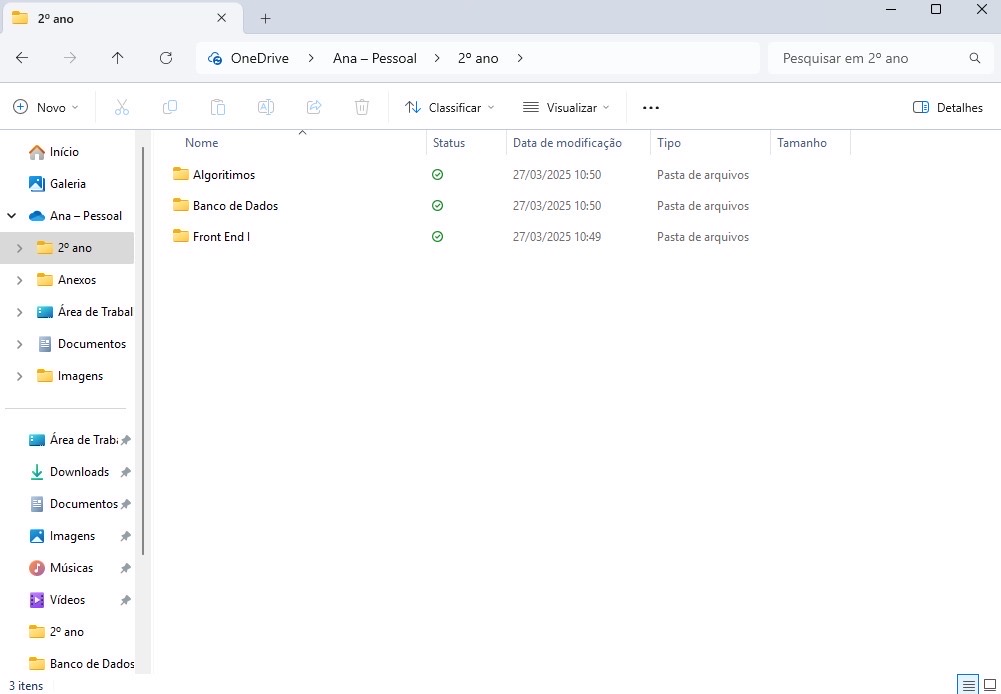 2º ano
OneDrive > Ana – Pessoal > 2º ano >
Pesquisar em 2º ano
Novo
Classificar
Visualizar
Detalhes
Início
Galeria
Ana – Pessoal
2º ano
Anexos
Área de Trabal
Documentos
Imagens
Área de Traba
Downloads
Documentos
Imagens
Músicas
Vídeos
2º ano
Banco de Dados
Nome Status Data de modificação Tipo Tamanho
Algoritimos 27/03/2025 10:50 Pasta de arquivos
Banco de Dados 27/03/2025 10:50 Pasta de arquivos
Front End I 27/03/2025 10:49 Pasta de arquivos
3 itens